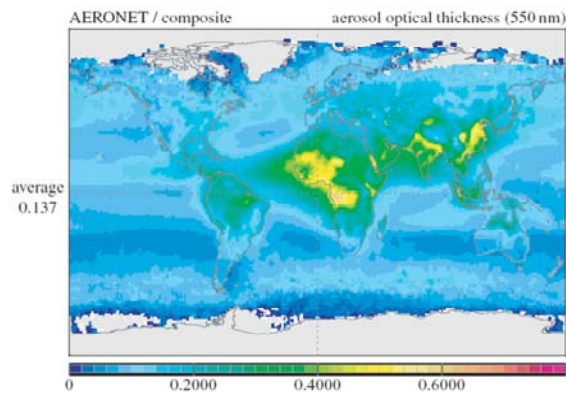 AERONET / composite aerosol optical thickness (550 nm)
average
0.137
0 0.2000 0.4000 0.6000